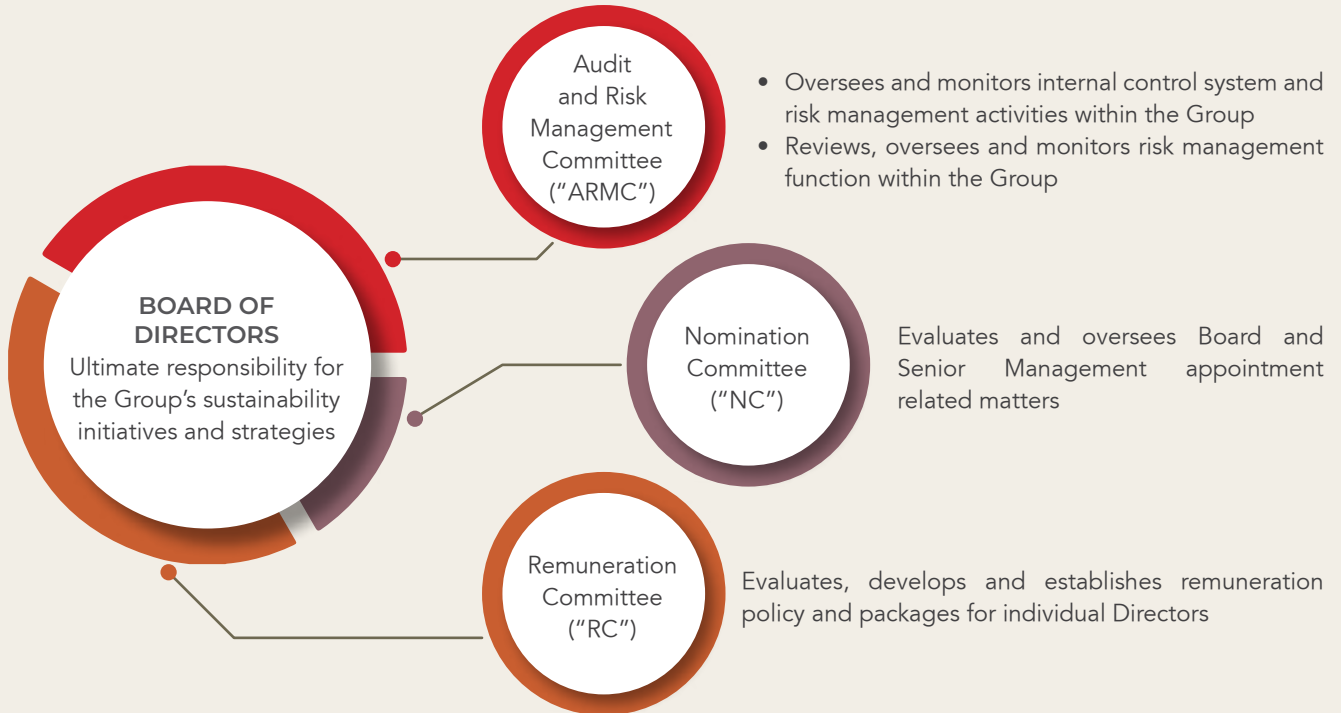 Audit
and Risk
Management
Committee
(“ARMC”)
• Oversees and monitors internal control system and
risk management activities within the Group
• Reviews, oversees and monitors risk management
function within the Group
BOARD OF
DIRECTORS
Ultimate responsibility for
the Group’s sustainability
initiatives and strategies
Nomination
Committee
(“NC”)
Evaluates and oversees Board and
Senior Management appointment
related matters
Remuneration
Committee
(“RC”)
Evaluates, develops and establishes remuneration
policy and packages for individual Directors